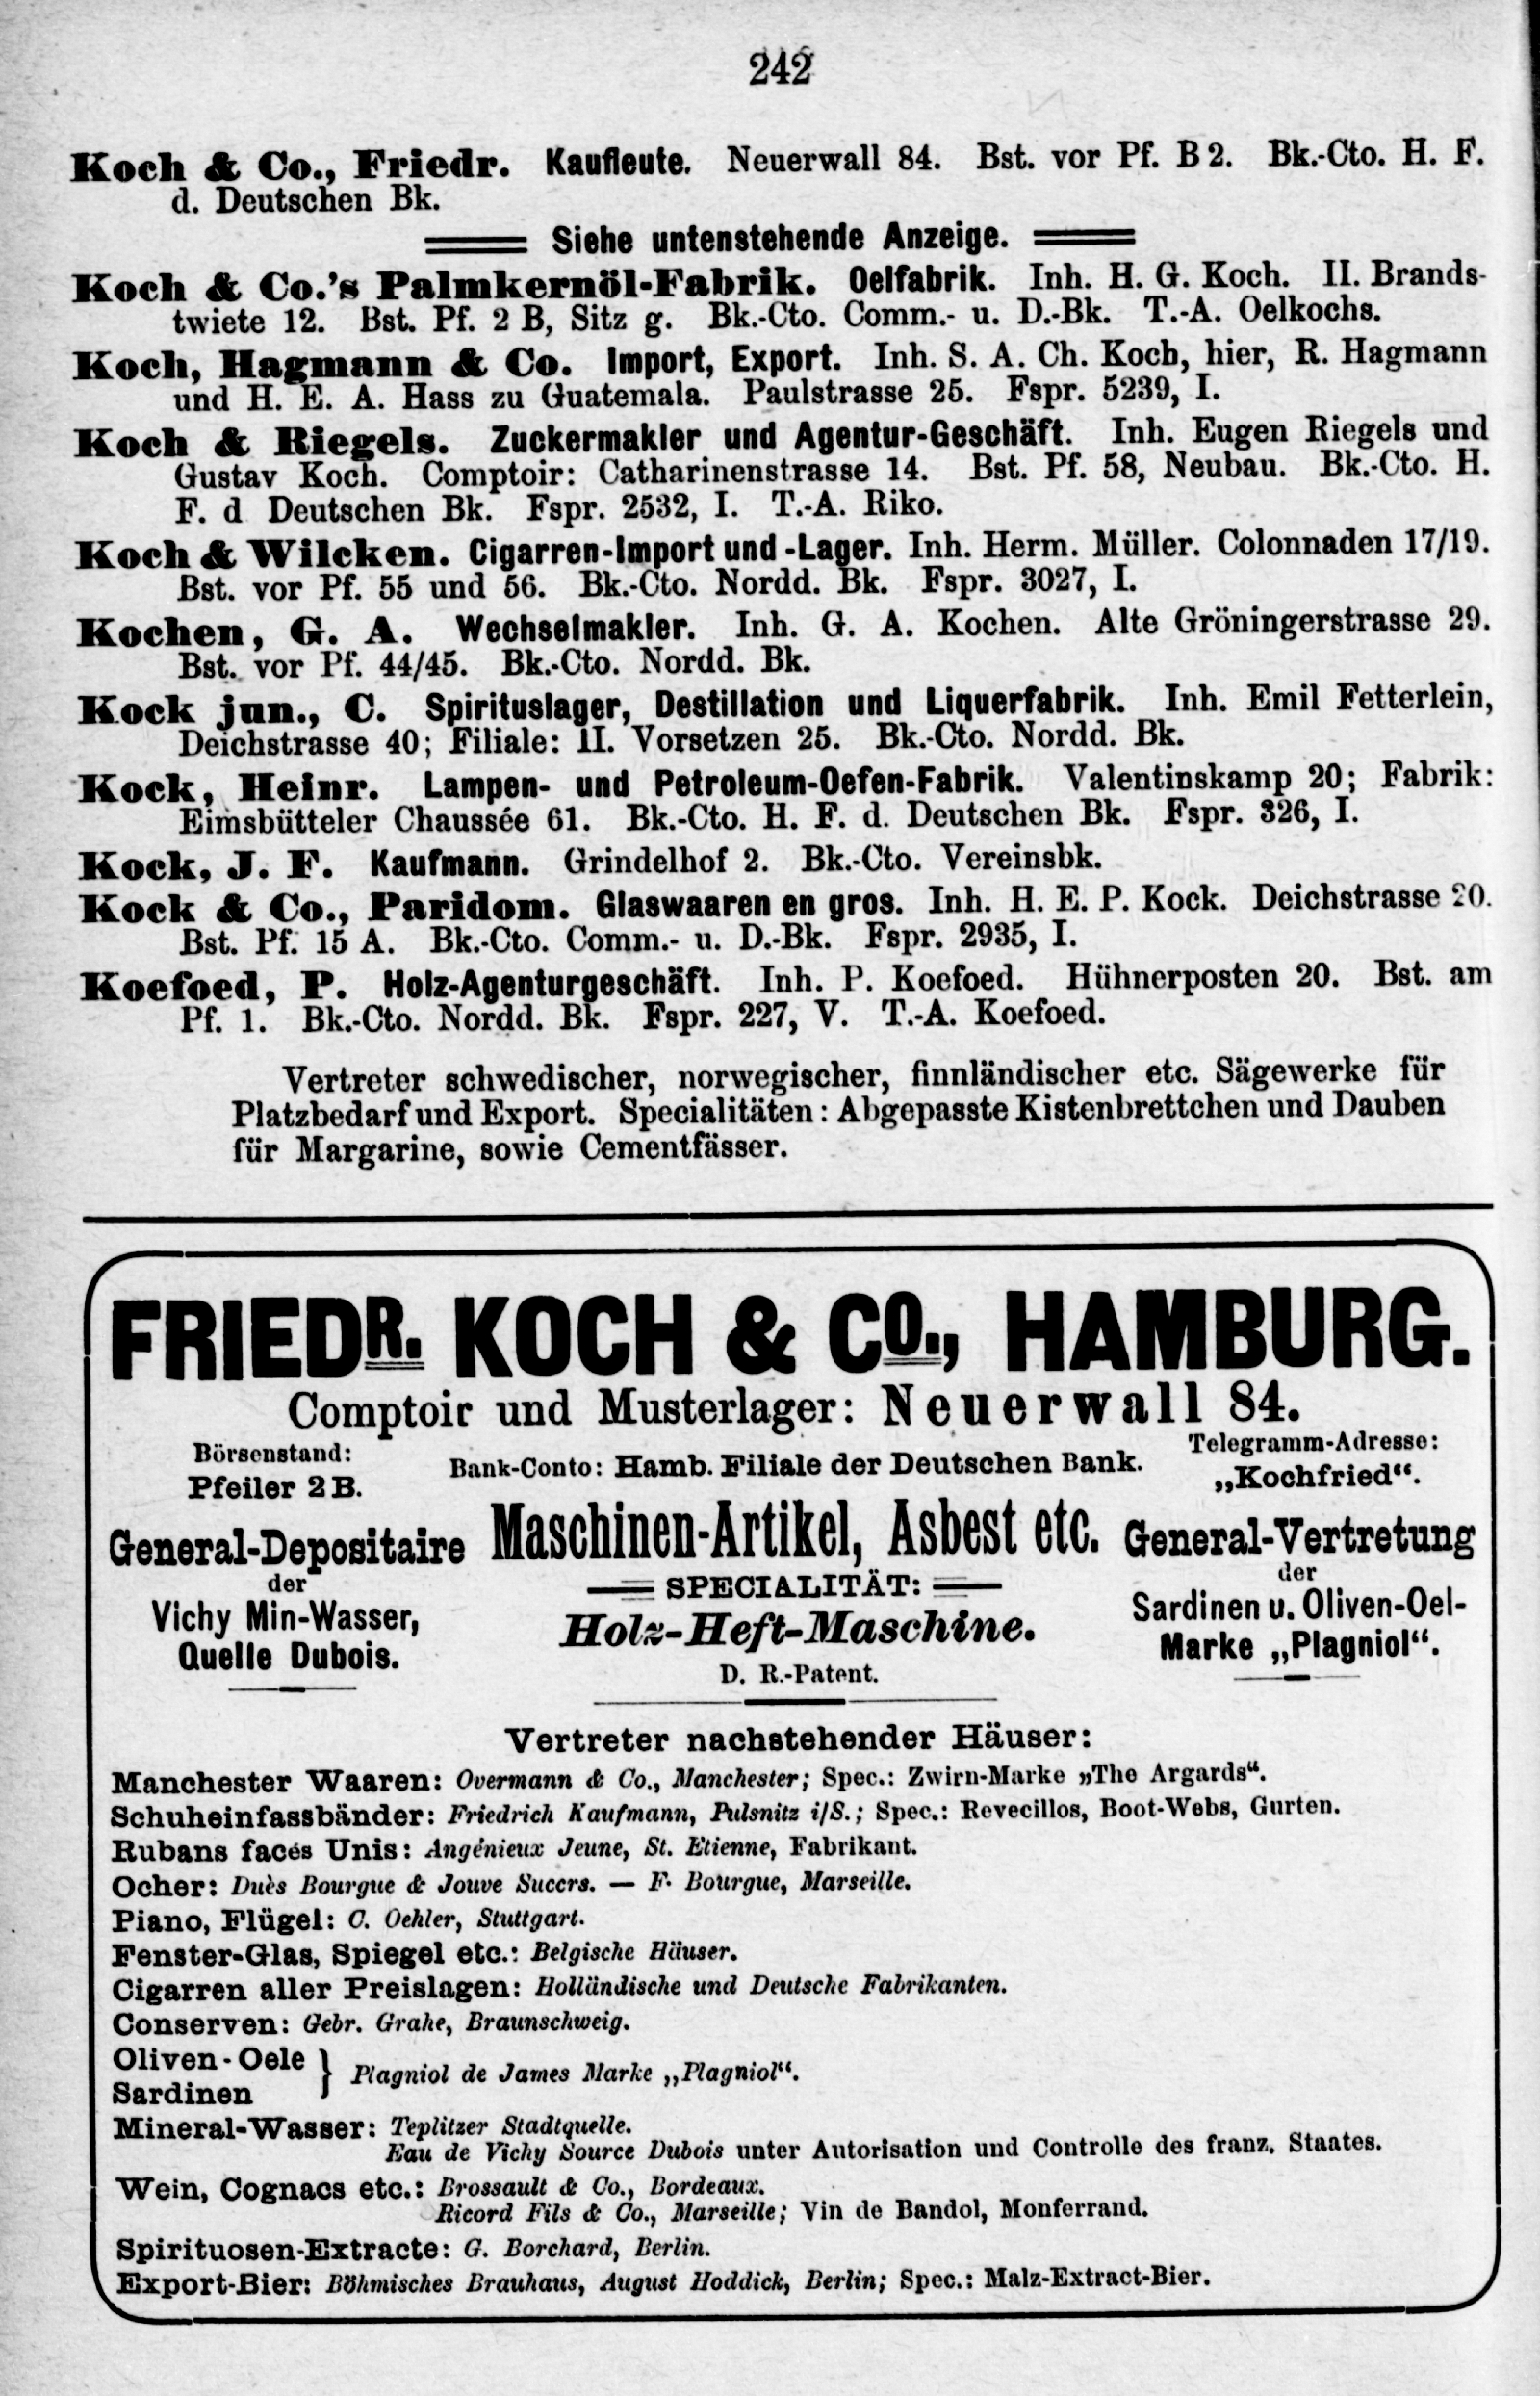 242
Koch & Co., Friedr. Kaufleute. Neuerwall 84. Bst. vor Pf. B 2. Bk.-Cto. H. F.
d. Deutschen Bk.
Siehe untenstehende Anzeige.
Koch & Co.'s Palmkernöl-Fabrik. Oelfabrik. Inh. H. G. Koch. II. Brands-
twiete 12. Bst. Pf. 2 B, Sitz g. Bk.-Cto. Comm.- u. D.-Bk. T.-A. Oelkochs.
Koch, Hagmann & Co. Import, Export. Inh. S. A. Ch. Koch, hier, R. Hagmann
und H. E. A. Hass zu Guatemala. Paulstrasse 25. Fspr. 5239, I.
Koch & Riegels. Zuckermakler und Agentur-Geschäft. Inh. Eugen Riegels und
Gustav Koch. Comptoir: Catharinenstrasse 14. Bst. Pf. 58, Neubau. Bk.-Cto. H.
F. d Deutschen Bk. Fspr. 2532, I. T.-A. Riko.
Koch & Wilcken. Cigarren-Import und -Lager. Inh. Herm. Müller. Colonnaden 17/19.
Bst. vor Pf. 55 und 56. Bk.-Cto. Nordd. Bk. Fspr. 3027, I.
Kochen, G. A. Wechselmakler. Inh. G. A. Kochen. Alte Gröningerstrasse 29.
Bst. vor Pf. 44/45. Bk.-Cto. Nordd. Bk.
Kock jun., C. Spirituslager, Destillation und Liquerfabrik. Inh. Emil Fetterlein,
Deichstrasse 40; Filiale: II. Vorsetzen 25. Bk.-Cto. Nordd. Bk.
Kock, Heinr. Lampen- und Petroleum-Oefen-Fabrik. Valentinskamp 20; Fabrik:
Eimsbütteler Chaussée 61. Bk.-Cto. H. F. d. Deutschen Bk. Fspr. 326, I.
Kock, J. F. Kaufmann. Grindelhof 2. Bk.-Cto. Vereinsbk.
Kock & Co., Paridom. Glaswaaren en gros. Inh. H. E. P. Kock. Deichstrasse 20.
Bst. Pf. 15 A. Bk.-Cto. Comm.- u. D.-Bk. Fspr. 2935, I.
Koefoed, P. Holz-Agenturgeschäft. Inh. P. Koefoed. Hühnerposten 20. Bst. am
Pf. 1. Bk.-Cto. Nordd. Bk. Fspr. 227, V. T.-A. Koefoed.
Vertreter schwedischer, norwegischer, finnländischer etc. Sägewerke für
Platzbedarf und Export. Specialitäten: Abgepasste Kistenbrettchen und Dauben
für Margarine, sowie Cementfässer.
FRIEDR. KOCH & CO., HAMBURG.
Comptoir und Musterlager: Neuerwall 84.
Börsenstand:
Pfeiler 2 B.
Bank-Conto: Hamb. Filiale der Deutschen Bank.
Telegramm-Adresse:
„Kochfried“.
General-Depositaire
der
Vichy Min-Wasser,
Quelle Dubois.
Maschinen-Artikel, Asbest etc.
SPECIALITÄT:
Holz-Heft-Maschine.
D. R.-Patent.
General-Vertretung
der
Sardinen u. Oliven-Oel-
Marke „Plagniol“.
Vertreter nachstehender Häuser:
Manchester Waaren: Overmann & Co., Manchester; Spec.: Zwirn-Marke „The Argards“.
Schuheinfassbänder: Friedrich Kaufmann, Pulsnitz i/S.; Spec.: Revecillos, Boot-Webs, Gurten.
Rubans facés Unis: Angénieux Jeune, St. Etienne, Fabrikant.
Ocher: Duès Bourgue & Jouve Succrs. — F. Bourgue, Marseille.
Piano, Flügel: C. Oehler, Stuttgart.
Fenster-Glas, Spiegel etc.: Belgische Häuser.
Cigarren aller Preislagen: Holländische und Deutsche Fabrikanten.
Conserven: Gebr. Grahe, Braunschweig.
Oliven-Oele
Sardinen } Plagniol de James Marke „Plagniol“.
Mineral-Wasser: Teplitzer Stadtquelle.
Eau de Vichy Source Dubois unter Autorisation und Controlle des franz. Staates.
Wein, Cognacs etc.: Brossault & Co., Bordeaux.
Ricord Fils & Co., Marseille; Vin de Bandol, Monferrand.
Spirituosen-Extracte: G. Borchard, Berlin.
Export-Bier: Böhmisches Brauhaus, August Hoddick, Berlin; Spec.: Malz-Extract-Bier.